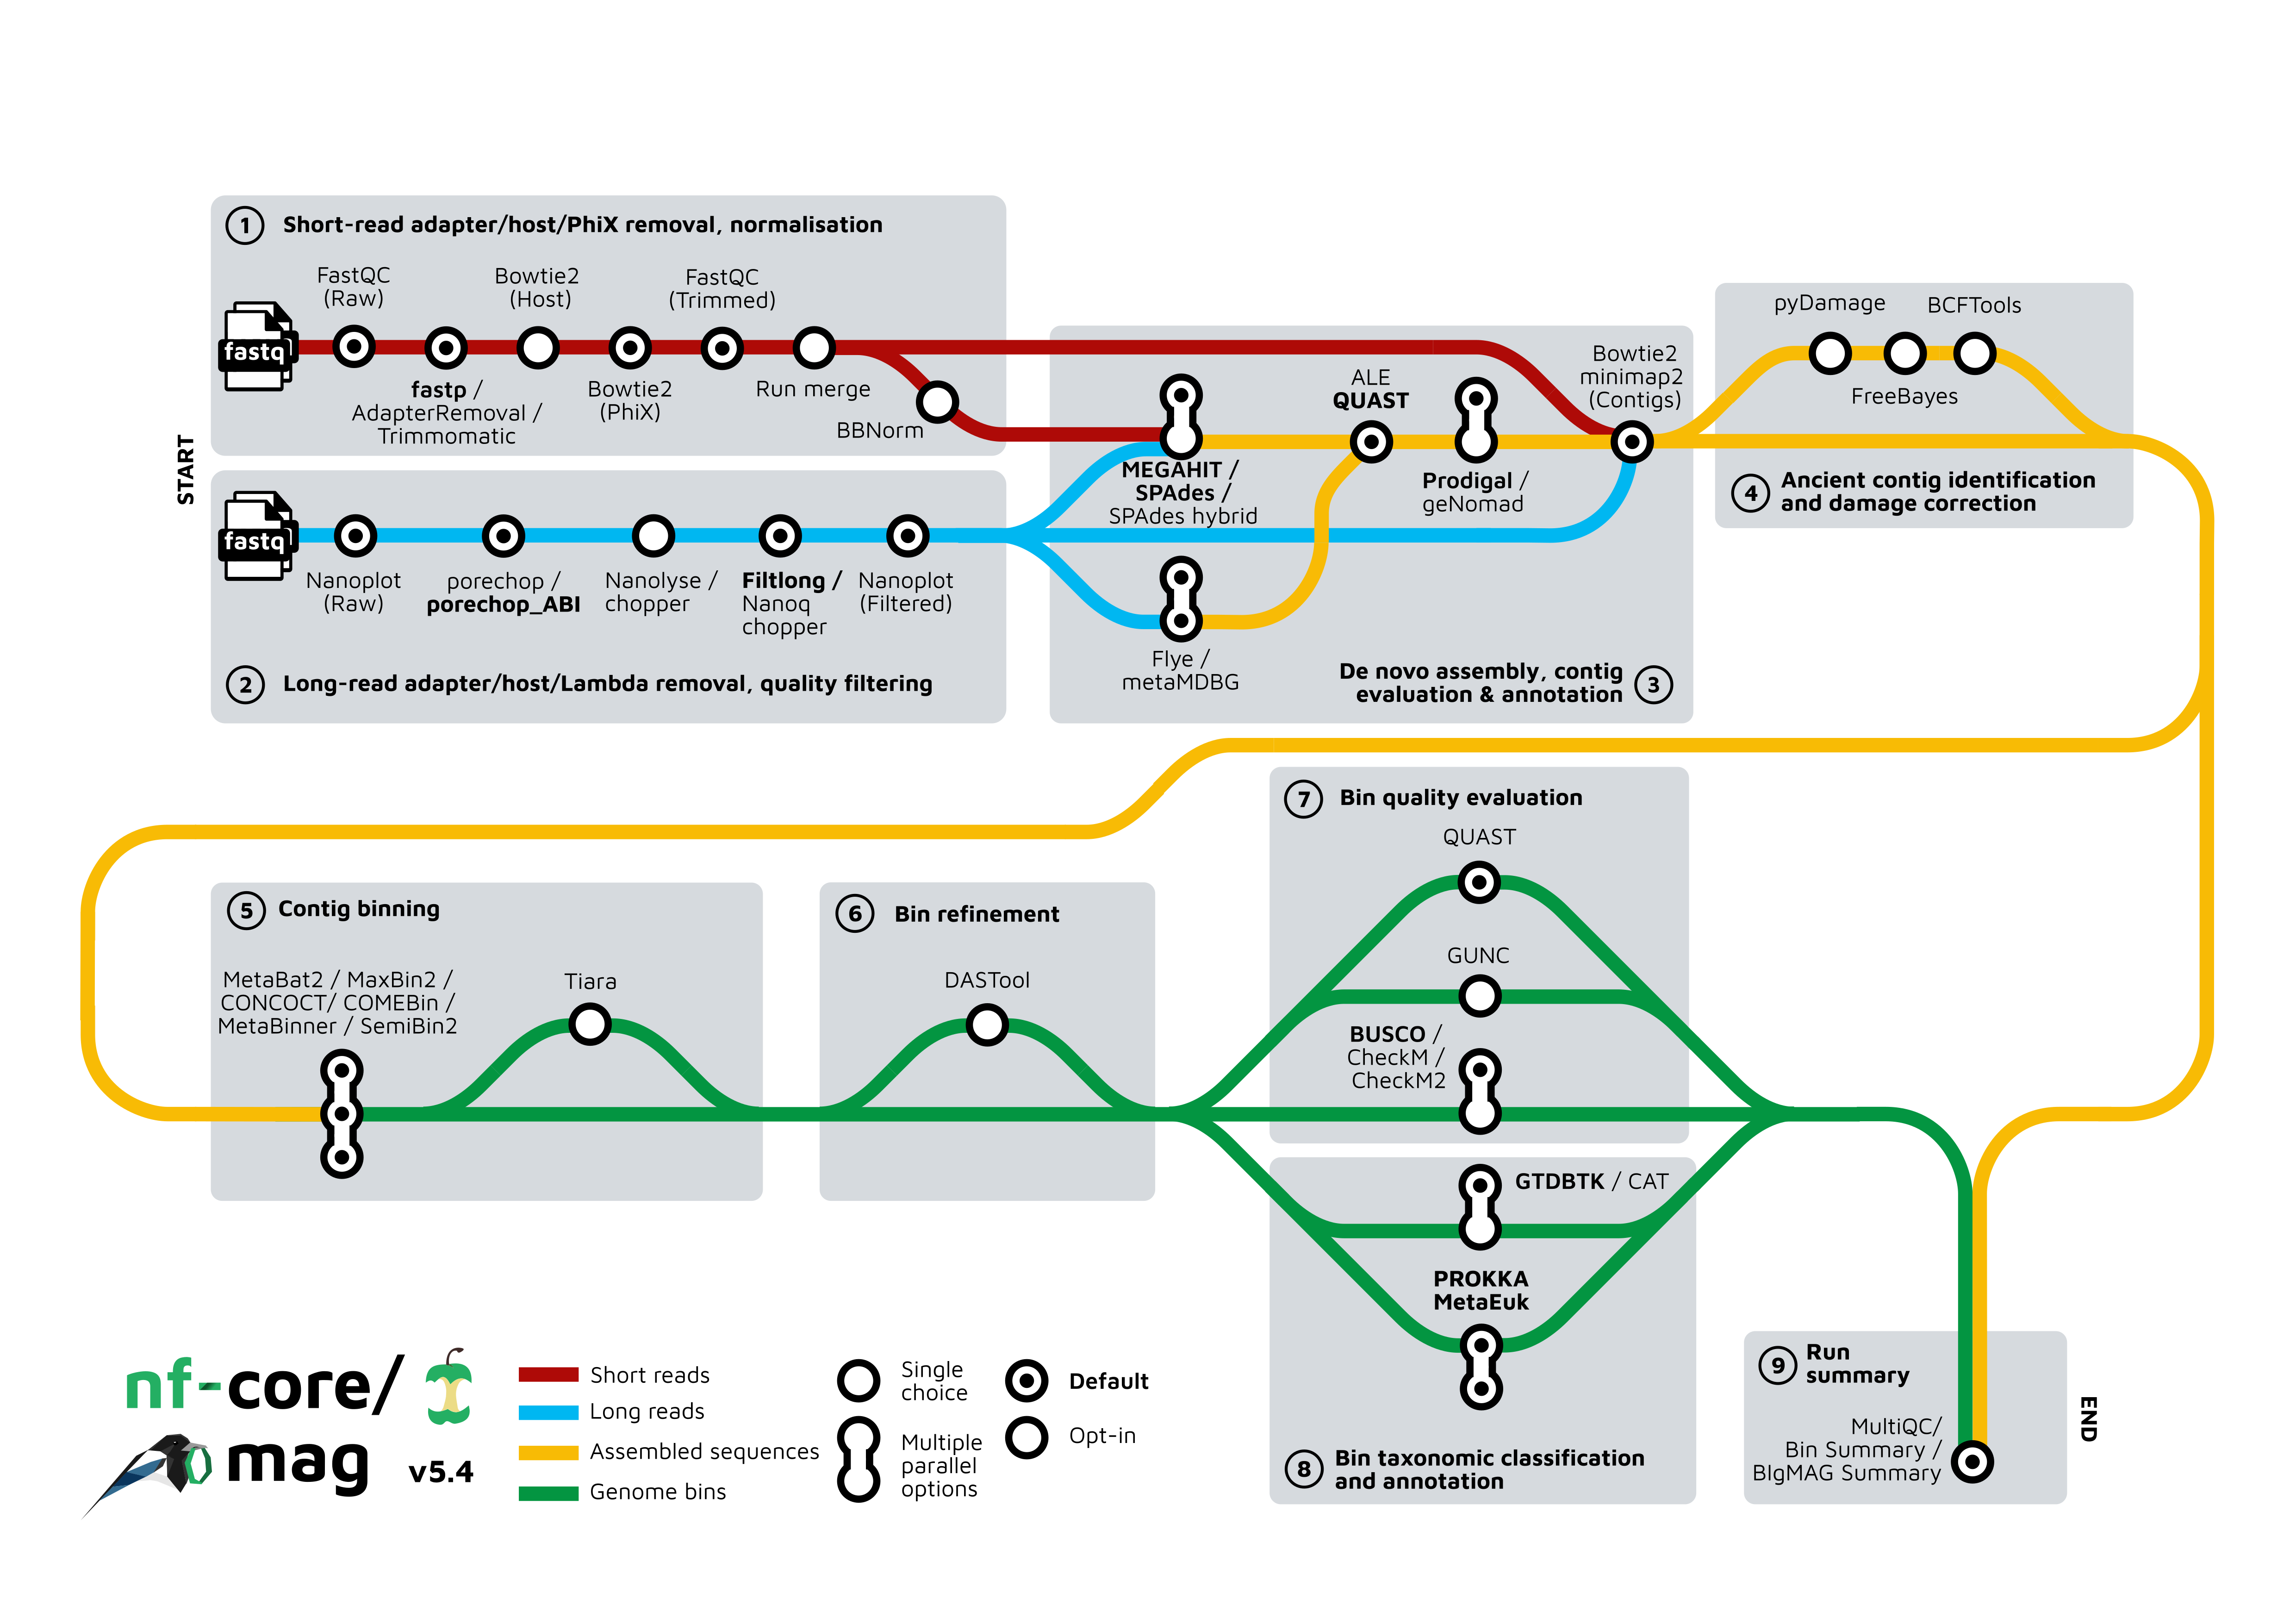 1 Short-read adapter/host/PhiX removal, normalisation
FastQC
(Raw)
Bowtie2
(Host)
FastQC
(Trimmed)
fastq
fastp /
AdapterRemoval /
Trimmomatic
Bowtie2
(PhiX)
Run merge
BBNorm
START
fastq
Nanoplot
(Raw)
porechop /
porechop_ABI
Nanolyse /
chopper
Filtlong /
Nanoq
chopper
Nanoplot
(Filtered)
2 Long-read adapter/host/Lambda removal, quality filtering
MEGAHIT /
SPAdes /
SPAdes hybrid
ALE
QUAST
Prodigal /
geNomad
Bowtie2
minimap2
(Contigs)
Flye /
metaMDBG
De novo assembly, contig
evaluation & annotation 3
pyDamage
BCFTools
FreeBayes
4 Ancient contig identification
and damage correction
5 Contig binning
MetaBat2 / MaxBin2 /
CONCOCT/ COMEBin /
MetaBinner / SemiBin2
Tiara
6 Bin refinement
DASTool
7 Bin quality evaluation
QUAST
GUNC
BUSCO /
CheckM /
CheckM2
GTDBTK / CAT
PROKKA
MetaEuk
8 Bin taxonomic classification
and annotation
9 Run
summary
MultiQC/
Bin Summary /
BIgMAG Summary
END
nf-core/
mag
v5.4
Short reads
Long reads
Assembled sequences
Genome bins
Single
choice
Multiple
parallel
options
Default
Opt-in